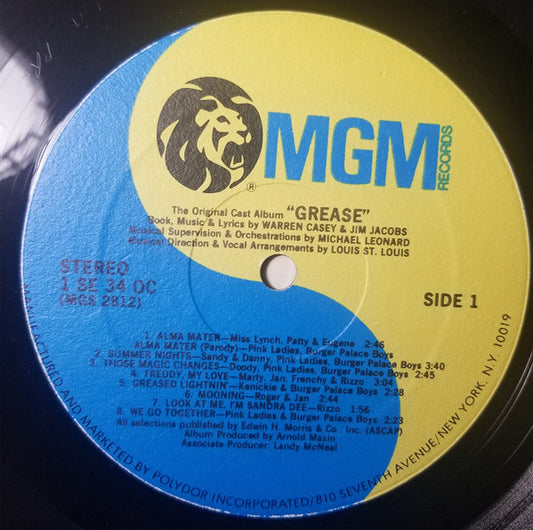 MGM
RECORDS
®
The Original Cast Album "GREASE"
Book, Music & Lyrics by WARREN CASEY & JIM JACOBS
Musical Supervision & Orchestrations by MICHAEL LEONARD
Musical Direction & Vocal Arrangements by LOUIS ST. LOUIS
STEREO
1 SE 34 OC
(MGS 2812)
SIDE 1
1. ALMA MATER—Miss Lynch, Patty & Eugene 2:46
ALMA MATER (Parody)—Pink Ladies, Burger Palace Boys
2. SUMMER NIGHTS—Sandy & Danny, Pink Ladies, Burger Palace Boys 3:40
3. THOSE MAGIC CHANGES—Doody, Pink Ladies, Burger Palace Boys 2:45
4. FREDDY, MY LOVE—Marty, Jan, Frenchy & Rizzo 2:45
5. GREASED LIGHTNIN'—Kenickie & Burger Palace Boys 2:28
6. MOONING—Roger & Jan 2:44
7. LOOK AT ME, I'M SANDRA DEE—Rizzo 1:56
8. WE GO TOGETHER—Pink Ladies & Burger Palace Boys 2:23
All selections published by Edwin H. Morris & Co., Inc. (ASCAP)
Album Produced by Arnold Maxin
Associate Producer: Landy McNeal
MANUFACTURED AND MARKETED BY POLYDOR INCORPORATED/810 SEVENTH AVENUE/NEW YORK, N.Y. 10019